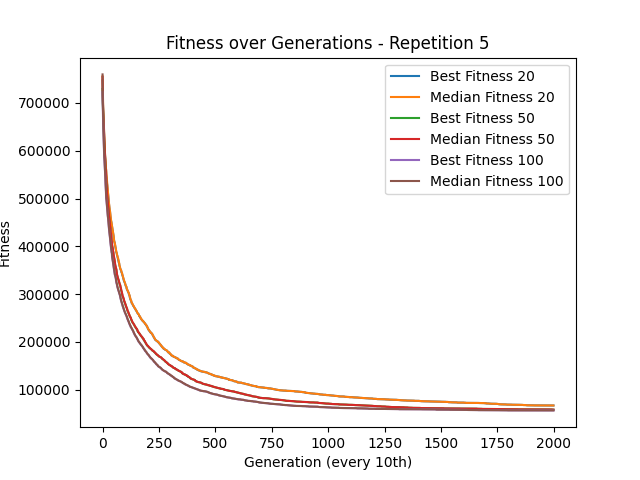 Fitness over Generations - Repetition 5
Best Fitness 20
Median Fitness 20
Best Fitness 50
Median Fitness 50
Best Fitness 100
Median Fitness 100
700000
600000
500000
400000
300000
200000
100000
0
250
500
750
1000
1250
1500
1750
2000
Generation (every 10th)